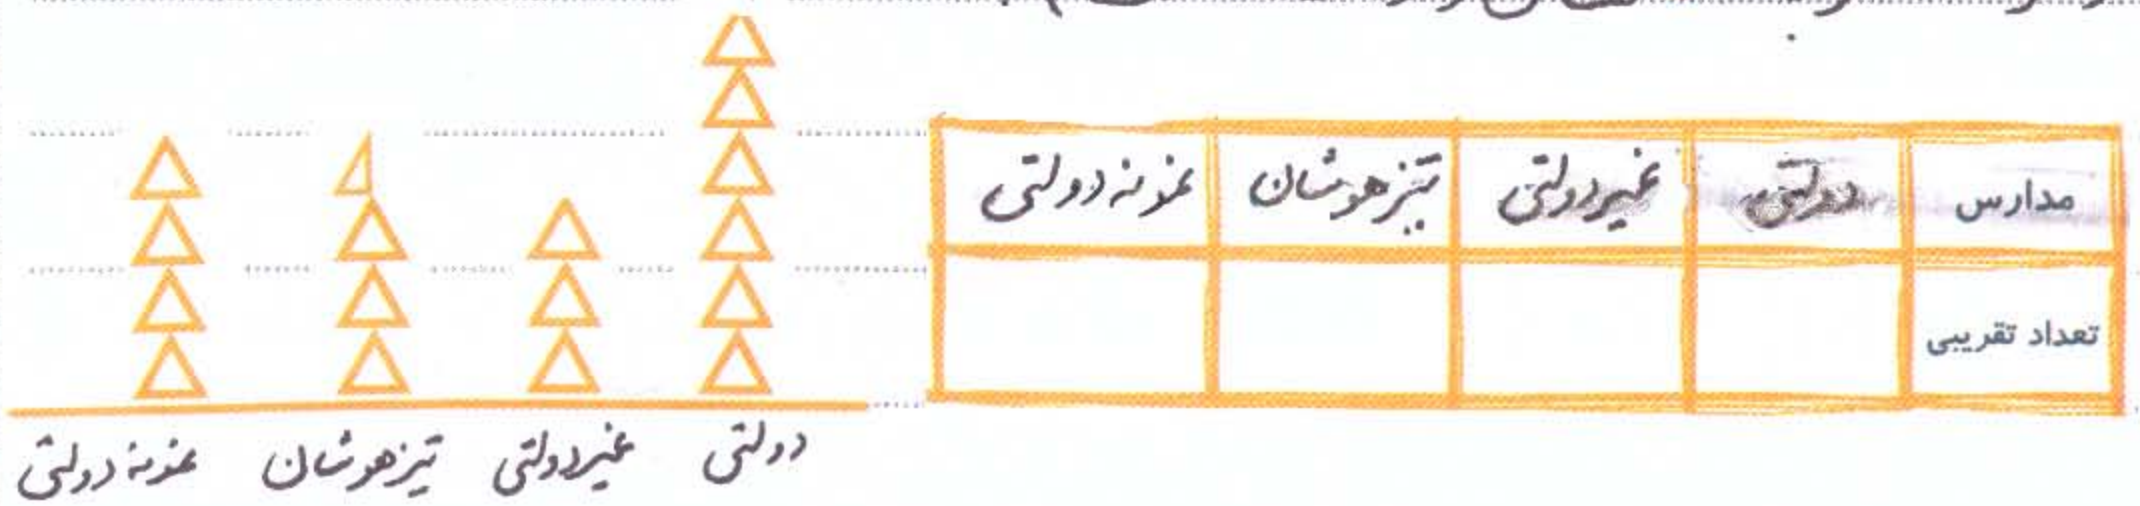 مدارس دولتی غیردولتی تیزهوشان نمونه دولتی
تعداد تقریبی
دولتی غیردولتی تیزهوشان نمونه دولتی